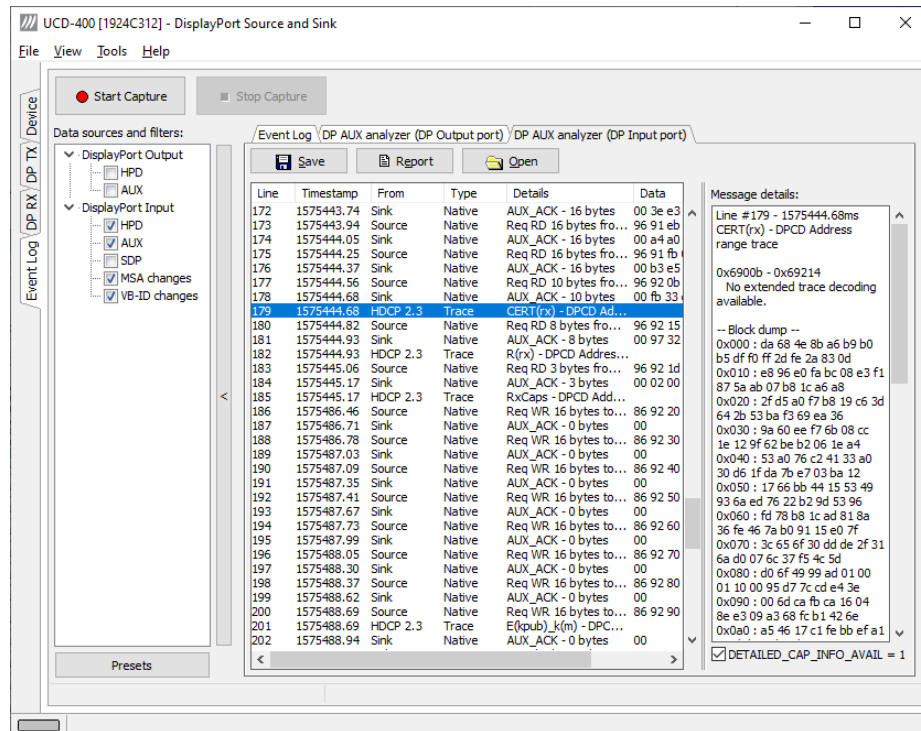 UCD-400 [1924C312] - DisplayPort Source and Sink
File View Tools Help
Start Capture
Stop Capture
Device
DP TX
DP RX
Event Log
Data sources and filters:
DisplayPort Output
HPD
AUX
DisplayPort Input
HPD
AUX
SDP
MSA changes
VB-ID changes
Presets
<
Event Log DP AUX analyzer (DP Output port) DP AUX analyzer (DP Input port)
Save Report Open
Line Timestamp From Type Details Data
172 1575443.74 Sink Native AUX_ACK - 16 bytes 00 3e e3
173 1575443.94 Source Native Req RD 16 bytes fro... 96 91 eb
174 1575444.05 Sink Native AUX_ACK - 16 bytes 00 a4 a0
175 1575444.25 Source Native Req RD 16 bytes fro... 96 91 fb
176 1575444.37 Sink Native AUX_ACK - 16 bytes 00 b3 e5
177 1575444.56 Source Native Req RD 10 bytes fro... 96 92 0b
178 1575444.68 Sink Native AUX_ACK - 10 bytes 00 fb 33
179 1575444.68 HDCP 2.3 Trace CERT(rx) - DPCD Ad...
180 1575444.82 Source Native Req RD 8 bytes fro... 96 92 15
181 1575444.93 Sink Native AUX_ACK - 8 bytes 00 97 32
182 1575444.93 HDCP 2.3 Trace R(rx) - DPCD Addres...
183 1575445.06 Source Native Req RD 3 bytes fro... 96 92 1d
184 1575445.17 Sink Native AUX_ACK - 3 bytes 00 02 00
185 1575445.17 HDCP 2.3 Trace RxCaps - DPCD Add...
186 1575486.46 Source Native Req WR 16 bytes to... 86 92 20
187 1575486.71 Sink Native AUX_ACK - 0 bytes 00
188 1575486.78 Source Native Req WR 16 bytes to... 86 92 30
189 1575487.03 Sink Native AUX_ACK - 0 bytes 00
190 1575487.09 Source Native Req WR 16 bytes to... 86 92 40
191 1575487.35 Sink Native AUX_ACK - 0 bytes 00
192 1575487.41 Source Native Req WR 16 bytes to... 86 92 50
193 1575487.67 Sink Native AUX_ACK - 0 bytes 00
194 1575487.73 Source Native Req WR 16 bytes to... 86 92 60
195 1575487.99 Sink Native AUX_ACK - 0 bytes 00
196 1575488.05 Source Native Req WR 16 bytes to... 86 92 70
197 1575488.30 Sink Native AUX_ACK - 0 bytes 00
198 1575488.37 Source Native Req WR 16 bytes to... 86 92 80
199 1575488.62 Sink Native AUX_ACK - 0 bytes 00
200 1575488.69 Source Native Req WR 16 bytes to... 86 92 90
201 1575488.69 HDCP 2.3 Trace E(kpub)_k(m) - DPC...
202 1575488.94 Sink Native AUX_ACK - 0 bytes 00
Message details:
Line #179 - 1575444.68ms
CERT(rx) - DPCD Address
range trace
0x6900b - 0x69214
No extended trace decoding
available.
-- Block dump --
0x000 : da 68 4e 8b a6 b9 b0
b5 df f0 ff 2d fe 2a 83 0d
0x010 : e8 96 e0 fa bc 08 e3 f1
87 5a ab 07 b8 1c a6 a8
0x020 : 2f d5 a0 f7 b8 19 c6 3d
64 2b 53 ba f3 69 ea 36
0x030 : 9a 60 ee f7 6b 08 cc
1e 12 9f 62 be b2 06 1e a4
0x040 : 53 a0 76 c2 41 33 a0
30 d6 1f da 7b e7 03 ba 12
0x050 : 17 66 bb 44 15 53 49
93 6a ed 76 22 b2 9d 53 96
0x060 : fd 78 b8 1c ad 81 8a
36 fe 46 7a b0 91 15 e0 7f
0x070 : 3c 65 6f 30 dd de 2f 31
6a d0 07 6c 37 f5 4c 5d
0x080 : d0 6f 49 99 ad 01 00
01 10 00 95 d7 7c cd e4 3e
0x090 : 00 6d ca fb ca 16 04
8e e3 09 a3 68 fc b1 42 6e
0x0a0 : a5 46 17 c1 fe bb ef a1
DETAILED_CAP_INFO_AVAIL = 1